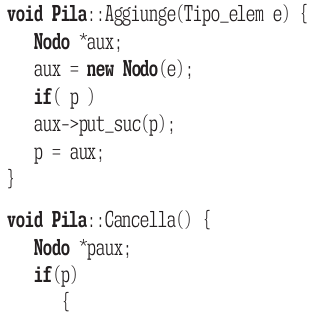 void Pila::Aggiunge(Tipo_elem e) {
Nodo *aux;
aux = new Nodo(e);
if( p )
aux->put_suc(p);
p = aux;
}
void Pila::Cancella() {
Nodo *paux;
if(p)
{